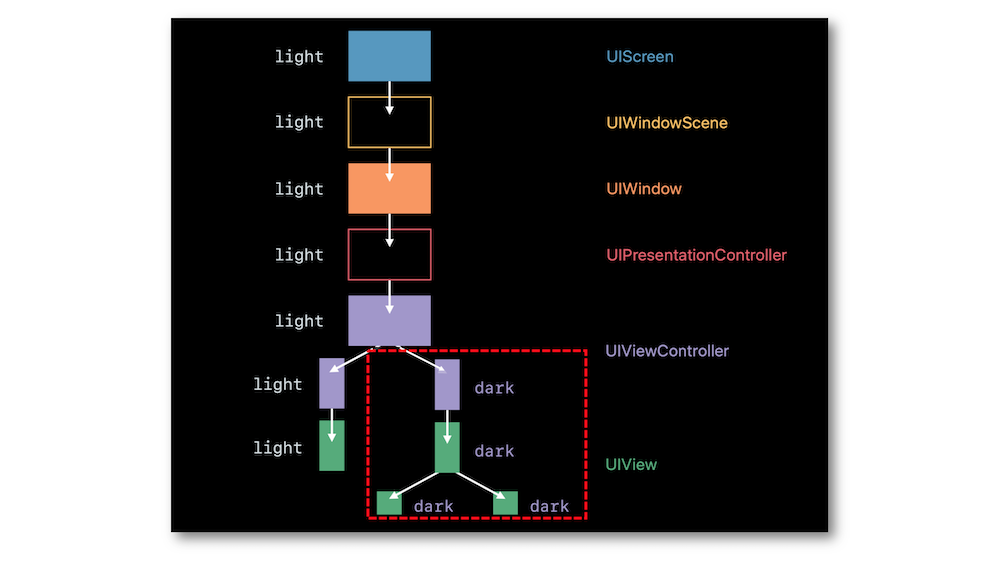 light UIScreen
light UIWindowScene
light UIWindow
light UIPresentationController
light
UIViewController
light dark
light dark
UIView
dark dark